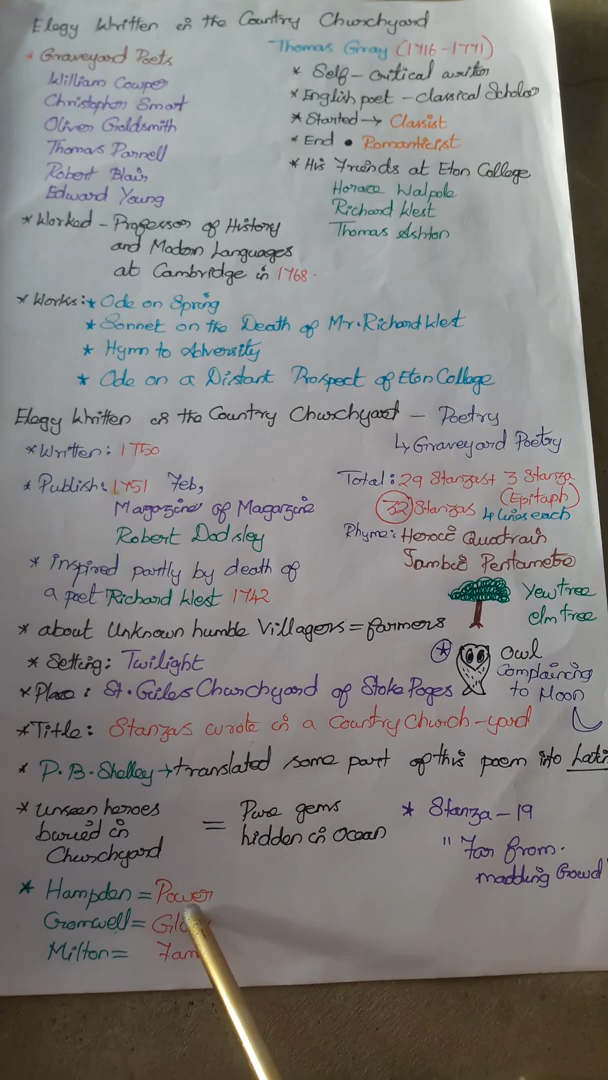 Elegy Written in the Country Churchyard
* Graveyard Poets
William Cowper
Christopher Smart
Oliver Goldsmith
Thomas Parnell
Robert Blair
Edward Young
Thomas Gray (1716-1771)
* Self-critical writer
* English poet - classical Scholar
* Started → Classist
* End • Romanticist
* His Friends at Eton College
Horace Walpole
Richard West
Thomas Ashton
* Worked - Professor of History
and Modern Languages
at Cambridge in 1768.
* Works: * Ode on Spring
* Sonnet on the Death of Mr. Richard West
* Hymn to Adversity
* Ode on a Distant Prospect of Eton College
Elegy Written in the Country Churchyard - Poetry
↳ Graveyard Poetry
* Written: 1750
* Publish: 1751 Feb,
Magazine of Magazine
Robert Dodsley
* inspired partly by death of
a poet Richard West 1742
Total: 29 Stanzas + 3 Stanza
(Epitaph)
32 Stanzas 4 lines each
Rhyme: Horace Quatrain
Iambic Pentamete
Yew tree
elm tree
* about Unknown humble Villagers = farmers
* Setting: Twilight
* Place: St. Giles Churchyard of Stoke Poges
* Owl
Complaining
to Moon
* Title: Stanzas wrote in a Country Church-yard
* P.B. Shelley → translated some part of this poem into Latin
* unseen heroes
buried in
Churchyard
= Pure gems
hidden in Ocean
* Stanza - 19
" Far from.
madding Crowd
* Hampden = Power
Cromwell =
Milton =